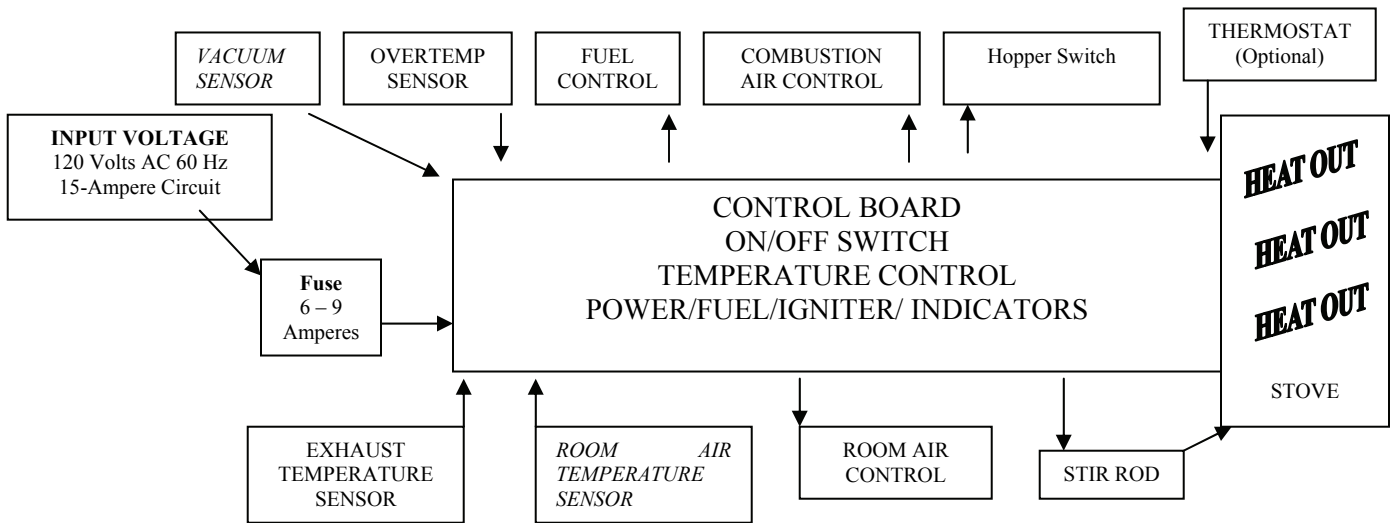 VACUUM
SENSOR
OVERTEMP
SENSOR
FUEL
CONTROL
COMBUSTION
AIR CONTROL
Hopper Switch
THERMOSTAT
(Optional)
INPUT VOLTAGE
120 Volts AC 60 Hz
15-Ampere Circuit
HEAT OUT
HEAT OUT
HEAT OUT
STOVE
CONTROL BOARD
ON/OFF SWITCH
TEMPERATURE CONTROL
POWER/FUEL/IGNITER/ INDICATORS
Fuse
6 – 9
Amperes
EXHAUST
TEMPERATURE
SENSOR
ROOM AIR
TEMPERATURE
SENSOR
ROOM AIR
CONTROL
STIR ROD